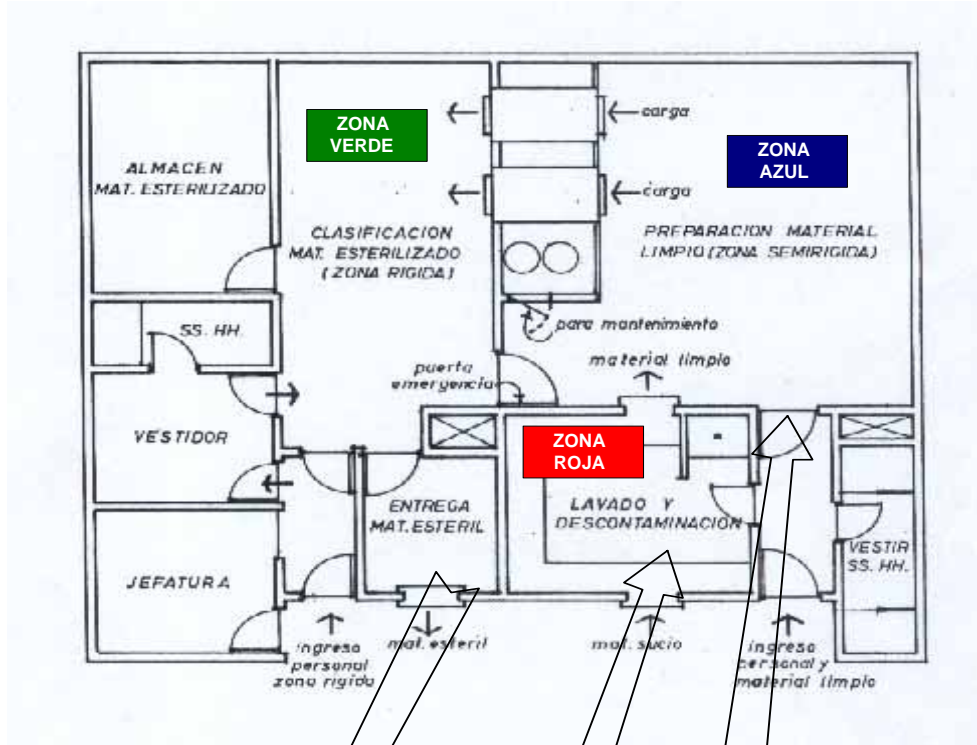 ZONA
VERDE
carga
ZONA
AZUL
ALMACEN
MAT. ESTERILIZADO
carga
CLASIFICACION
MAT. ESTERILIZADO
(ZONA RIGIDA)
PREPARACION MATERIAL
LIMPIO (ZONA SEMIRIGIDA)
SS. HH.
para mantenimiento
puerta
emergencia
material limpio
VESTIDOR
ZONA
ROJA
ENTREGA
MAT. ESTERIL
LAVADO Y
DESCONTAMINACION
VESTIR
SS. HH.
JEFATURA
ingreso
personal
zona rigida
mat. esteril
mat. sucio
ingreso
personal y
material limpio